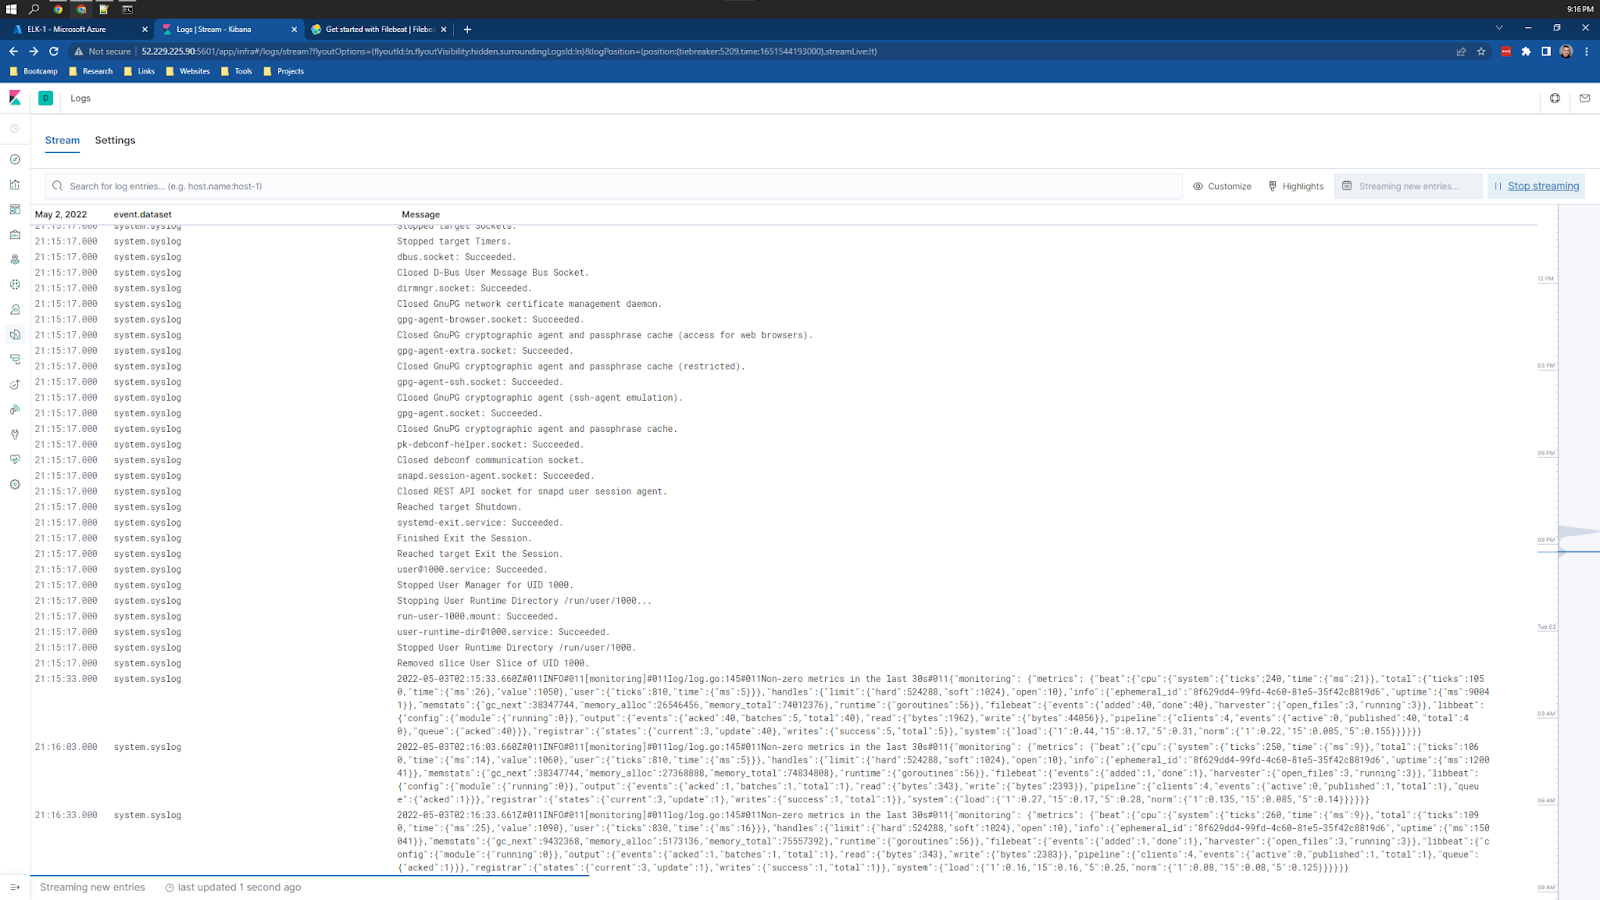 9:16 PM
ELK-1 - Microsoft Azure
Logs | Stream - Kibana
Get started with Filebeat | Filebea
Not secure
52.229.225.90:5601/app/infra#/logs/stream?flyoutOptions=(flyoutId:!n,flyoutVisibility:hidden,surroundingLogsId:!n)&logPosition=(position:(tiebreaker:5209,time:1651544193000),streamLive:!t)
Bootcamp
Research
Links
Websites
Tools
Projects
D
Logs
Stream
Settings
Search for log entries... (e.g. host.name:host-1)
Customize
Highlights
Streaming new entries...
Stop streaming
May 2, 2022 event.dataset Message
21:15:17.000 system.syslog Stopped target Sockets.
21:15:17.000 system.syslog Stopped target Timers.
21:15:17.000 system.syslog dbus.socket: Succeeded.
21:15:17.000 system.syslog Closed D-Bus User Message Bus Socket.
21:15:17.000 system.syslog dirmngr.socket: Succeeded.
21:15:17.000 system.syslog Closed GnuPG network certificate management daemon.
21:15:17.000 system.syslog gpg-agent-browser.socket: Succeeded.
21:15:17.000 system.syslog Closed GnuPG cryptographic agent and passphrase cache (access for web browsers).
21:15:17.000 system.syslog gpg-agent-extra.socket: Succeeded.
21:15:17.000 system.syslog Closed GnuPG cryptographic agent and passphrase cache (restricted).
21:15:17.000 system.syslog gpg-agent-ssh.socket: Succeeded.
21:15:17.000 system.syslog Closed GnuPG cryptographic agent (ssh-agent emulation).
21:15:17.000 system.syslog gpg-agent.socket: Succeeded.
21:15:17.000 system.syslog Closed GnuPG cryptographic agent and passphrase cache.
21:15:17.000 system.syslog pk-debconf-helper.socket: Succeeded.
21:15:17.000 system.syslog Closed debconf communication socket.
21:15:17.000 system.syslog snapd.session-agent.socket: Succeeded.
21:15:17.000 system.syslog Closed REST API socket for snapd user session agent.
21:15:17.000 system.syslog Reached target Shutdown.
21:15:17.000 system.syslog systemd-exit.service: Succeeded.
21:15:17.000 system.syslog Finished Exit the Session.
21:15:17.000 system.syslog Reached target Exit the Session.
21:15:17.000 system.syslog user@1000.service: Succeeded.
21:15:17.000 system.syslog Stopped User Manager for UID 1000.
21:15:17.000 system.syslog Stopping User Runtime Directory /run/user/1000...
21:15:17.000 system.syslog run-user-1000.mount: Succeeded.
21:15:17.000 system.syslog user-runtime-dir@1000.service: Succeeded.
21:15:17.000 system.syslog Stopped User Runtime Directory /run/user/1000.
21:15:17.000 system.syslog Removed slice User Slice of UID 1000.
21:15:33.000 system.syslog 2022-05-03T02:15:33.660Z#011INFO#011[monitoring]#011log/log.go:145#011Non-zero metrics in the last 30s#011{"monitoring": {"metrics": {"beat":{"cpu":{"system":{"ticks":240,"time":{"ms":21}},"total":{"ticks":105
0,"time":{"ms":26},"value":1050},"user":{"ticks":810,"time":{"ms":5}}},"handles":{"limit":{"hard":524288,"soft":1024},"open":10},"info":{"ephemeral_id":"8f629dd4-99fd-4c60-81e5-35f42c8819d6","uptime":{"ms":9004
1}},"memstats":{"gc_next":38347744,"memory_alloc":26546456,"memory_total":74012376},"runtime":{"goroutines":56}},"filebeat":{"events":{"added":40,"done":40},"harvester":{"open_files":3,"running":3}},"libbeat":
{"config":{"module":{"running":0}},"output":{"events":{"acked":40,"batches":5,"total":40},"read":{"bytes":1962},"write":{"bytes":44056}},"pipeline":{"clients":4,"events":{"active":0,"published":40,"total":4
0},"queue":{"acked":40}}},"registrar":{"states":{"current":3,"update":40},"writes":{"success":5,"total":5}},"system":{"load":{"1":0.44,"15":0.17,"5":0.31,"norm":{"1":0.22,"15":0.085,"5":0.155}}}}}}
21:16:03.000 system.syslog 2022-05-03T02:16:03.660Z#011INFO#011[monitoring]#011log/log.go:145#011Non-zero metrics in the last 30s#011{"monitoring": {"metrics": {"beat":{"cpu":{"system":{"ticks":250,"time":{"ms":9}},"total":{"ticks":106
0,"time":{"ms":14},"value":1060},"user":{"ticks":810,"time":{"ms":5}}},"handles":{"limit":{"hard":524288,"soft":1024},"open":10},"info":{"ephemeral_id":"8f629dd4-99fd-4c60-81e5-35f42c8819d6","uptime":{"ms":1200
41}},"memstats":{"gc_next":38347744,"memory_alloc":27368888,"memory_total":74834808},"runtime":{"goroutines":56}},"filebeat":{"events":{"added":1,"done":1},"harvester":{"open_files":3,"running":3}},"libbeat":
{"config":{"module":{"running":0}},"output":{"events":{"acked":1,"batches":1,"total":1},"read":{"bytes":343},"write":{"bytes":2393}},"pipeline":{"clients":4,"events":{"active":0,"published":1,"total":1},"queu
e":{"acked":1}}},"registrar":{"states":{"current":3,"update":1},"writes":{"success":1,"total":1}},"system":{"load":{"1":0.27,"15":0.17,"5":0.28,"norm":{"1":0.135,"15":0.085,"5":0.14}}}}}}
21:16:33.000 system.syslog 2022-05-03T02:16:33.661Z#011INFO#011[monitoring]#011log/log.go:145#011Non-zero metrics in the last 30s#011{"monitoring": {"metrics": {"beat":{"cpu":{"system":{"ticks":260,"time":{"ms":9}},"total":{"ticks":109
0,"time":{"ms":25},"value":1090},"user":{"ticks":830,"time":{"ms":16}}},"handles":{"limit":{"hard":524288,"soft":1024},"open":10},"info":{"ephemeral_id":"8f629dd4-99fd-4c60-81e5-35f42c8819d6","uptime":{"ms":150
041}},"memstats":{"gc_next":9432368,"memory_alloc":5173136,"memory_total":75557392},"runtime":{"goroutines":56}},"filebeat":{"events":{"added":1,"done":1},"harvester":{"open_files":3,"running":3}},"libbeat":{"c
onfig":{"module":{"running":0}},"output":{"events":{"acked":1,"batches":1,"total":1},"read":{"bytes":343},"write":{"bytes":2383}},"pipeline":{"clients":4,"events":{"active":0,"published":1,"total":1},"queue":
{"acked":1}}},"registrar":{"states":{"current":3,"update":1},"writes":{"success":1,"total":1}},"system":{"load":{"1":0.16,"15":0.16,"5":0.25,"norm":{"1":0.08,"15":0.08,"5":0.125}}}}}}
12 PM
03 PM
06 PM
09 PM
Tue 03
03 AM
06 AM
09 AM
Streaming new entries
last updated 1 second ago